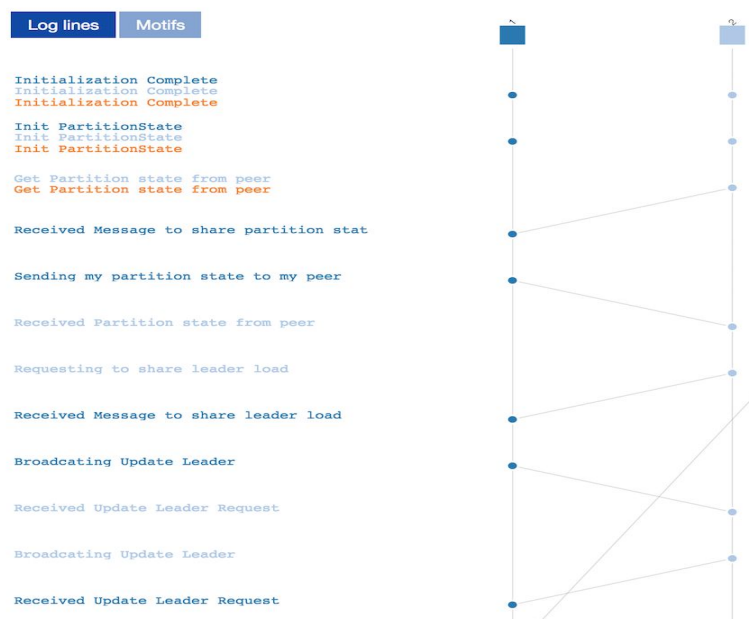 Log lines Motifs
1 2
Initialization Complete
Initialization Complete
Initialization Complete
Init PartitionState
Init PartitionState
Init PartitionState
Get Partition state from peer
Get Partition state from peer
Received Message to share partition stat
Sending my partition state to my peer
Received Partition state from peer
Requesting to share leader load
Received Message to share leader load
Broadcating Update Leader
Received Update Leader Request
Broadcating Update Leader
Received Update Leader Request